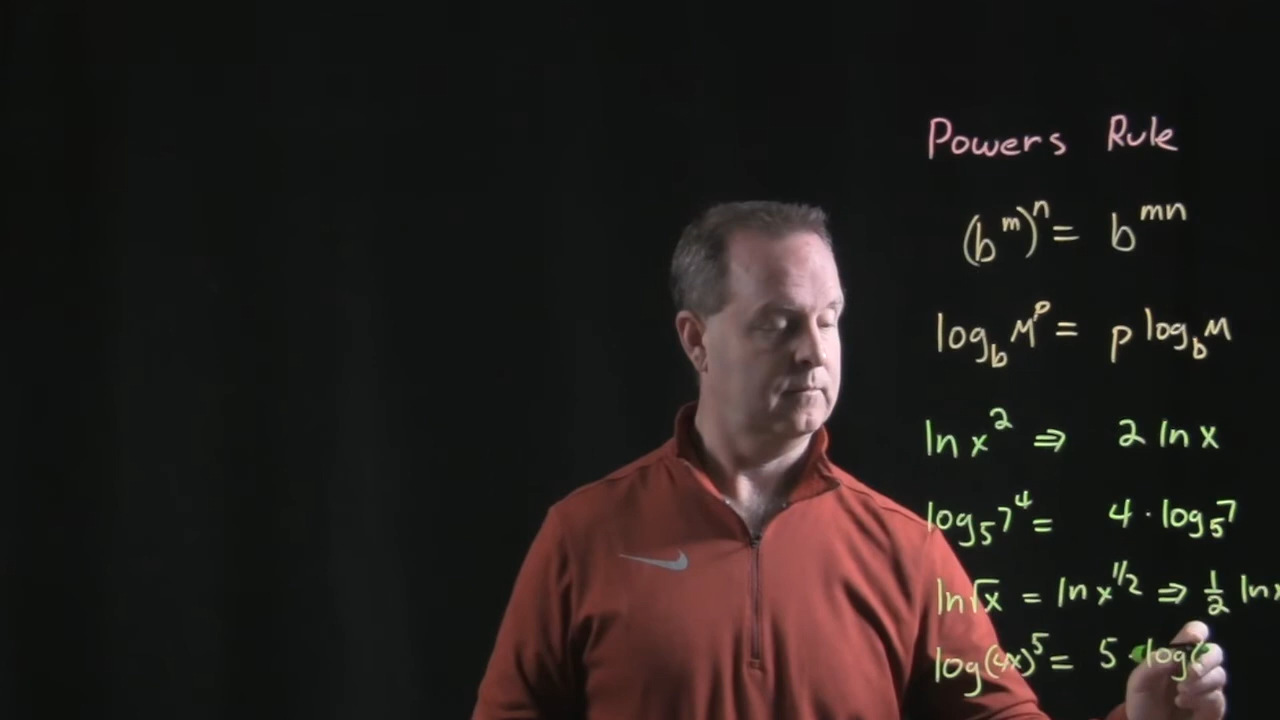 Powers Rule
(b^m)^n = b^mn
log_b M^p = p log_b M
ln x^2 ⇒ 2 ln x
log_5 7^4 = 4 · log_5 7
ln √x = ln x^1/2 ⇒ 1/2 ln x
log(4x)^5 = 5 · log(